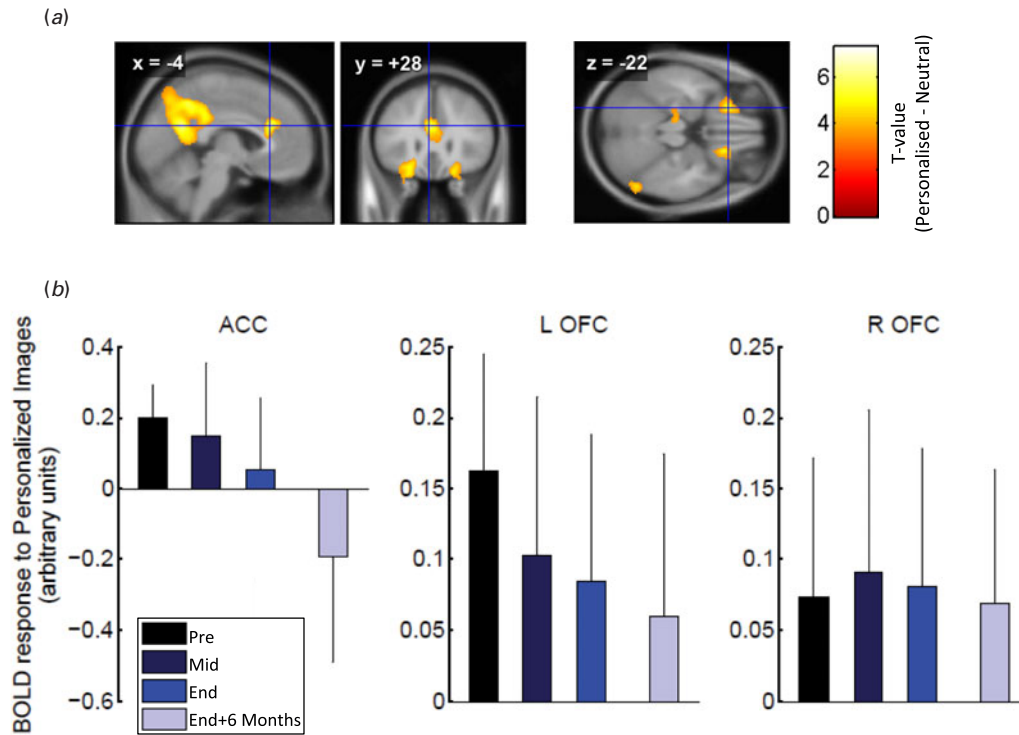 (a)
x = -4
y = +28
z = -22
6
4
2
0
T-value
(Personalised - Neutral)
(b)
BOLD response to Personalized Images
(arbitrary units)
ACC
0.4
0.2
0
−0.2
−0.4
−0.6
Pre
Mid
End
End+6 Months
L OFC
0.25
0.2
0.15
0.1
0.05
0
R OFC
0.25
0.2
0.15
0.1
0.05
0